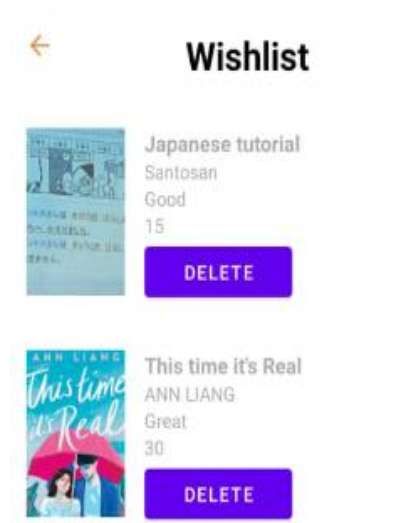 Wishlist
Japanese tutorial
Santosan
Good
15
DELETE
ANN LIANG
This time
it's Real
This time it's Real
ANN LIANG
Great
30
DELETE